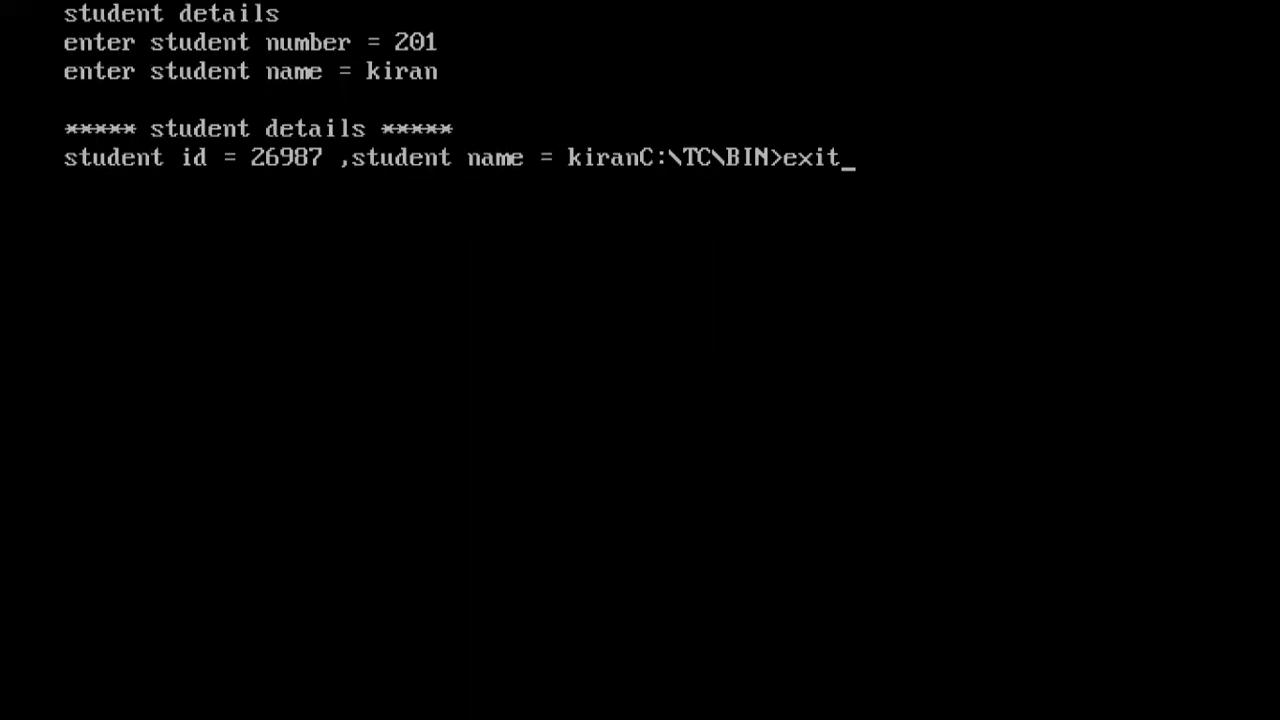 student details
enter student number = 201
enter student name = kiran
***** student details *****
student id = 26987 ,student name = kiranC:\TC\BIN>exit_